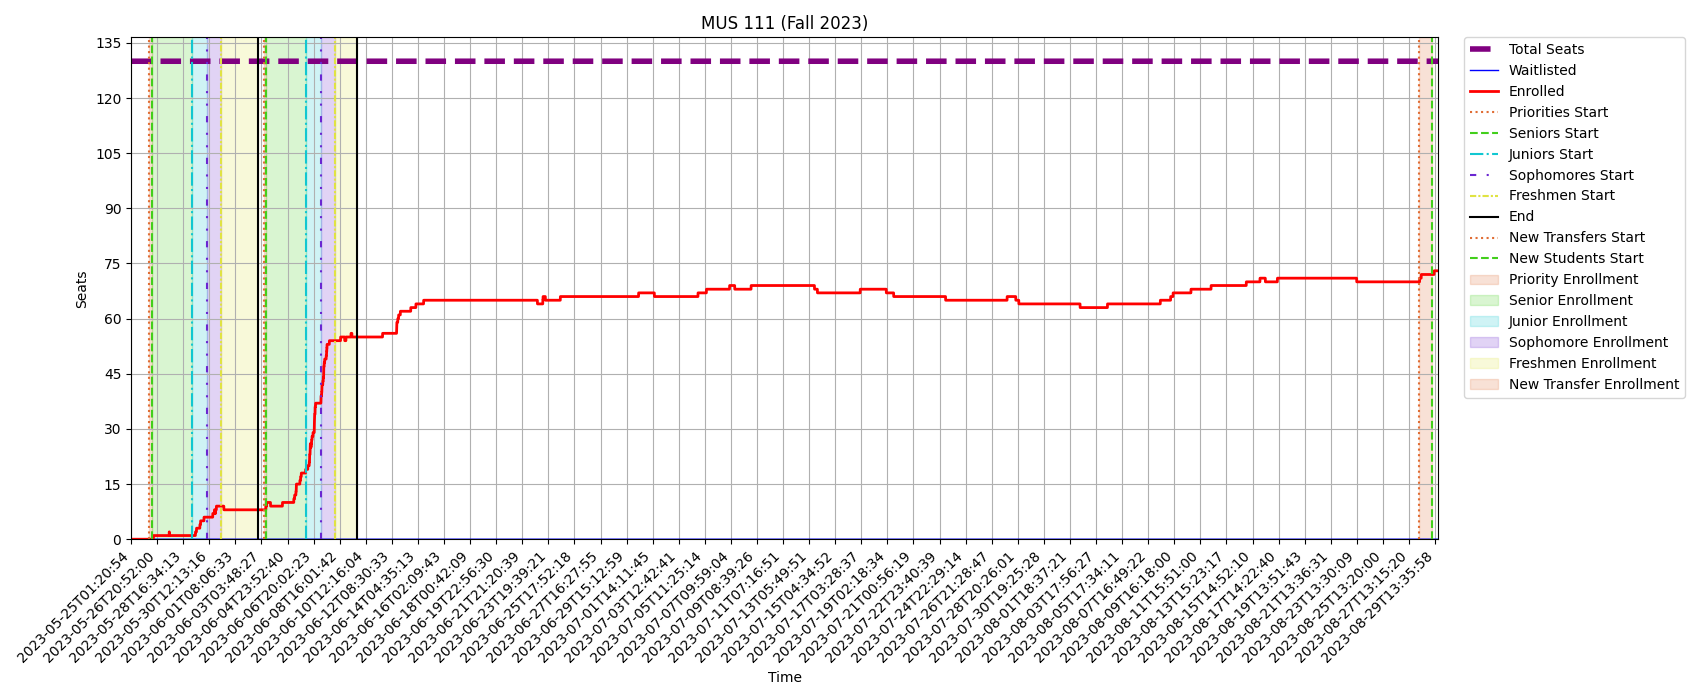 MUS 111 (Fall 2023)
135
120
105
90
75
60
45
30
15
0
Seats
2023-05-25T01:20:54
2023-05-26T20:52:00
2023-05-28T16:34:13
2023-05-30T12:13:16
2023-06-01T08:06:33
2023-06-03T03:48:27
2023-06-04T23:52:40
2023-06-06T20:02:23
2023-06-08T16:01:42
2023-06-10T12:16:04
2023-06-12T08:30:33
2023-06-14T04:35:13
2023-06-16T02:09:43
2023-06-18T00:42:09
2023-06-19T22:56:30
2023-06-21T21:20:39
2023-06-23T19:39:21
2023-06-25T17:52:18
2023-06-27T16:27:55
2023-06-29T15:12:59
2023-07-01T14:11:45
2023-07-03T12:42:41
2023-07-05T11:25:14
2023-07-07T09:59:04
2023-07-09T08:39:26
2023-07-11T07:16:51
2023-07-13T05:49:51
2023-07-15T04:34:52
2023-07-17T03:28:37
2023-07-19T02:18:34
2023-07-21T00:56:19
2023-07-22T23:40:39
2023-07-24T22:29:14
2023-07-26T21:28:47
2023-07-28T20:26:01
2023-07-30T19:25:28
2023-08-01T18:37:21
2023-08-03T17:56:27
2023-08-05T17:34:11
2023-08-07T16:49:22
2023-08-09T16:18:00
2023-08-11T15:51:00
2023-08-13T15:23:17
2023-08-15T14:52:10
2023-08-17T14:22:40
2023-08-19T13:51:43
2023-08-21T13:36:31
2023-08-23T13:30:09
2023-08-25T13:20:00
2023-08-27T13:15:20
2023-08-29T13:35:58
Time
Total Seats
Waitlisted
Enrolled
Priorities Start
Seniors Start
Juniors Start
Sophomores Start
Freshmen Start
End
New Transfers Start
New Students Start
Priority Enrollment
Senior Enrollment
Junior Enrollment
Sophomore Enrollment
Freshmen Enrollment
New Transfer Enrollment